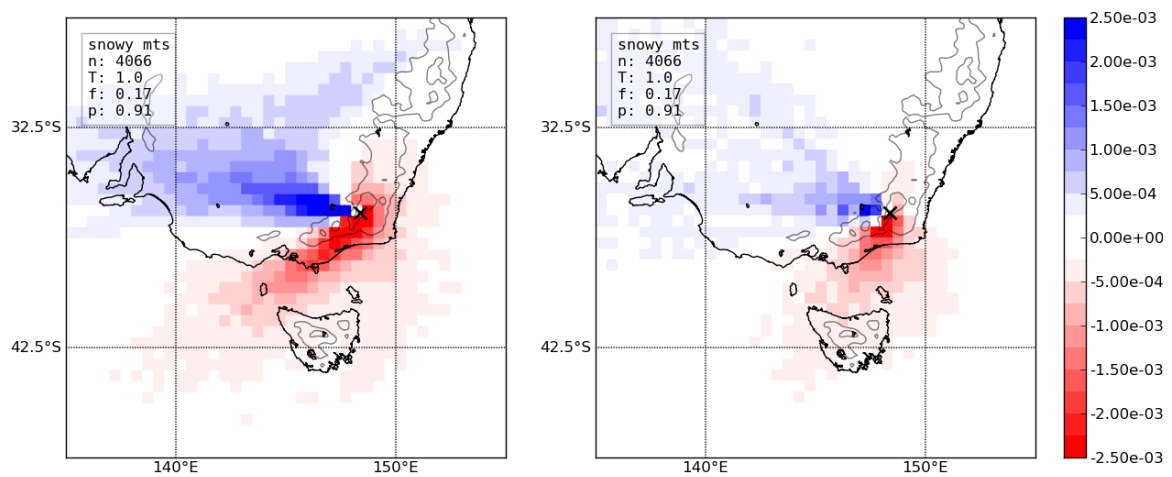 snowy mts
n: 4066
T: 1.0
f: 0.17
p: 0.91
32.5°S
42.5°S
140°E
150°E
snowy mts
n: 4066
T: 1.0
f: 0.17
p: 0.91
32.5°S
42.5°S
140°E
150°E
2.50e-03
2.00e-03
1.50e-03
1.00e-03
5.00e-04
0.00e+00
-5.00e-04
-1.00e-03
-1.50e-03
-2.00e-03
-2.50e-03